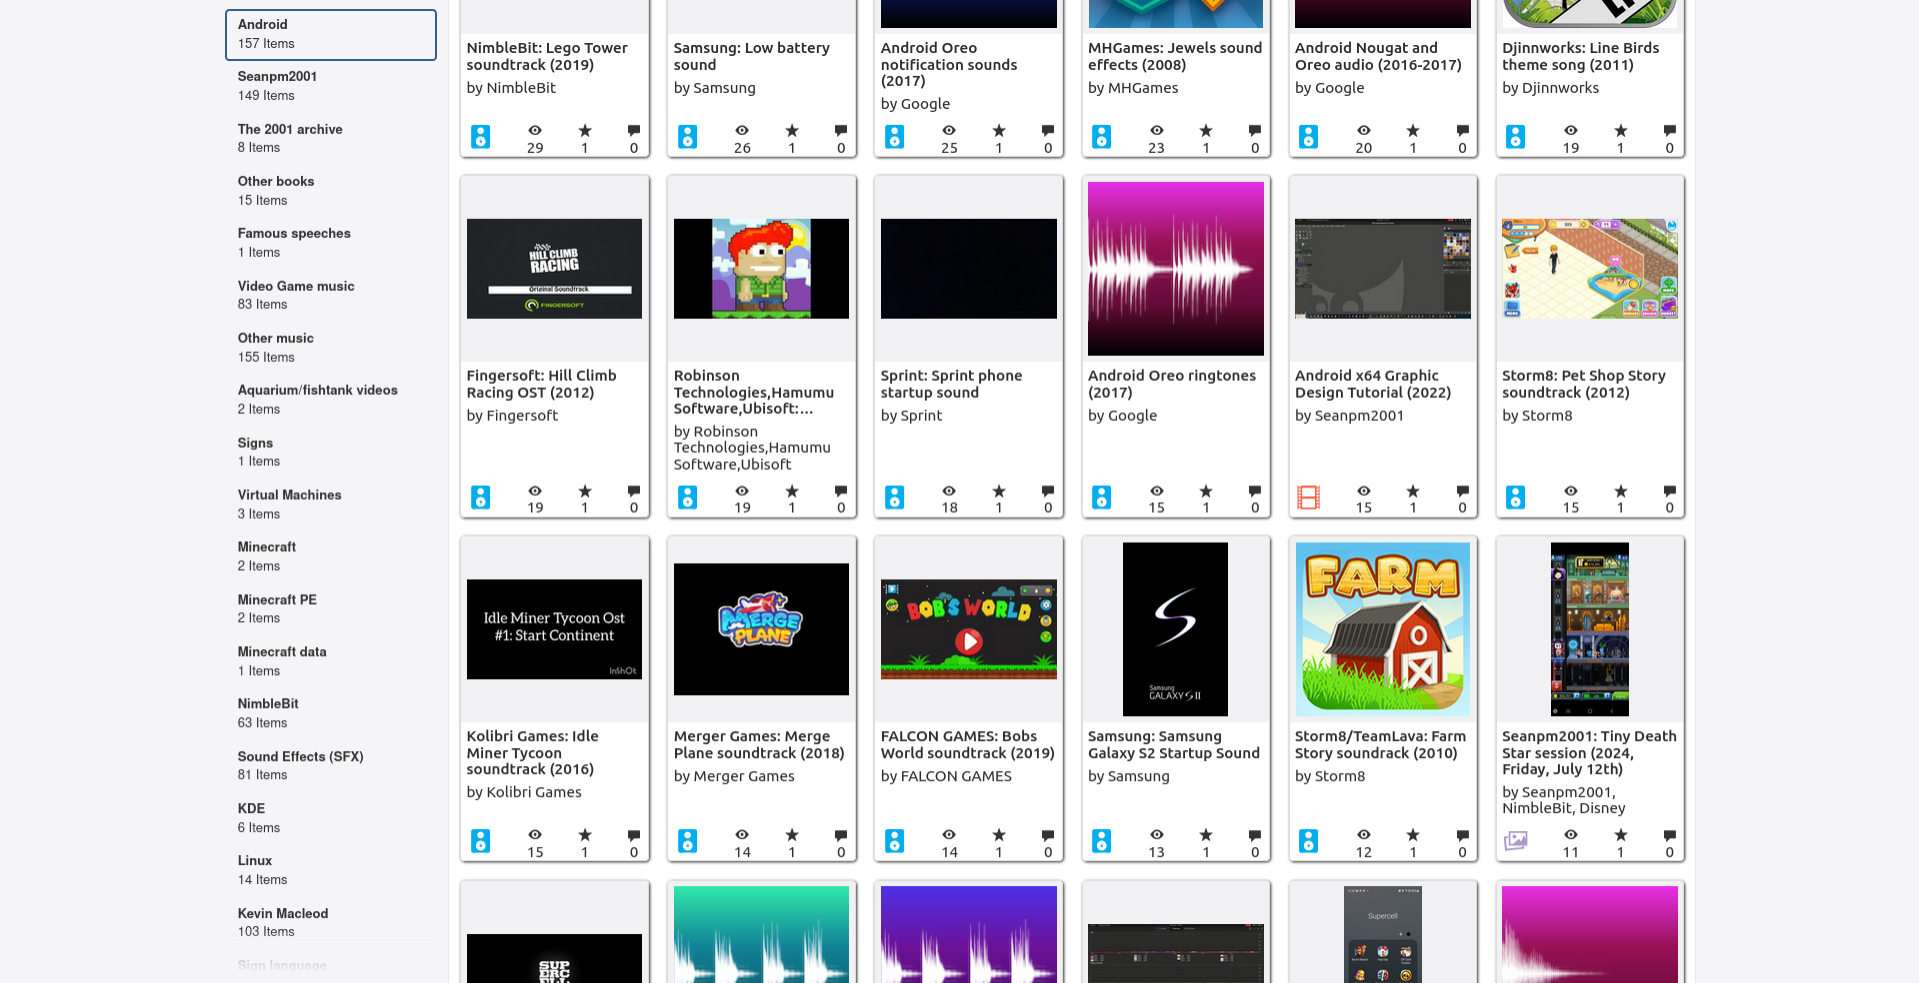 Android
157 Items
Seanpm2001
149 Items
The 2001 archive
8 Items
Other books
15 Items
Famous speeches
1 Items
Video Game music
83 Items
Other music
155 Items
Aquarium/fishtank videos
2 Items
Signs
1 Items
Virtual Machines
3 Items
Minecraft
2 Items
Minecraft PE
2 Items
Minecraft data
1 Items
NimbleBit
63 Items
Sound Effects (SFX)
81 Items
KDE
6 Items
Linux
14 Items
Kevin Macleod
103 Items
Sign language
NimbleBit: Lego Tower
soundtrack (2019)
by NimbleBit
29 1 0
Samsung: Low battery
sound
by Samsung
26 1 0
Android Oreo
notification sounds
(2017)
by Google
25 1 0
MHGames: Jewels sound
effects (2008)
by MHGames
23 1 0
Android Nougat and
Oreo audio (2016-2017)
by Google
20 1 0
Djinnworks: Line Birds
theme song (2011)
by Djinnworks
19 1 0
HILL CLIMB
RACING
Original Soundtrack
FINGERSOFT
Fingersoft: Hill Climb
Racing OST (2012)
by Fingersoft
19 1 0
Robinson
Technologies,Hamumu
Software,Ubisoft:...
by Robinson
Technologies,Hamumu
Software,Ubisoft
19 1 0
Sprint: Sprint phone
startup sound
by Sprint
18 1 0
Android Oreo ringtones
(2017)
by Google
15 1 0
Android x64 Graphic
Design Tutorial (2022)
by Seanpm2001
15 1 0
Storm8: Pet Shop Story
soundtrack (2012)
by Storm8
15 1 0
Idle Miner Tycoon Ost
#1: Start Continent
InShOt
Kolibri Games: Idle
Miner Tycoon
soundtrack (2016)
by Kolibri Games
15 1 0
MERGE
PLANE
Merger Games: Merge
Plane soundtrack (2018)
by Merger Games
14 1 0
BOB'S WORLD
FALCON GAMES: Bobs
World soundtrack (2019)
by FALCON GAMES
14 1 0
Samsung
GALAXY S II
Samsung: Samsung
Galaxy S2 Startup Sound
by Samsung
13 1 0
FARM
Storm8/TeamLava: Farm
Story soundrack (2010)
by Storm8
12 1 0
Seanpm2001: Tiny Death
Star session (2024,
Friday, July 12th)
by Seanpm2001,
NimbleBit, Disney
11 1 0
SUP
ERC
ELL
Supercell